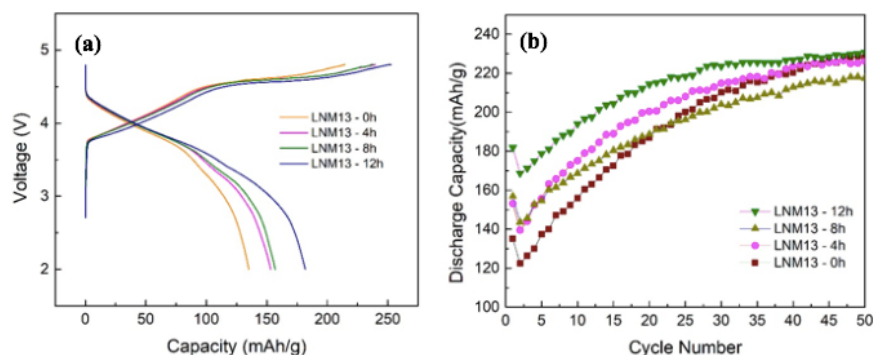 (a)
Voltage (V)
5
4
3
2
LNM13 - 0h
LNM13 - 4h
LNM13 - 8h
LNM13 - 12h
0 50 100 150 200 250
Capacity (mAh/g)
(b)
Discharge Capacity(mAh/g)
240
220
200
180
160
140
120
100
LNM13 - 12h
LNM13 - 8h
LNM13 - 4h
LNM13 - 0h
0 5 10 15 20 25 30 35 40 45 50
Cycle Number